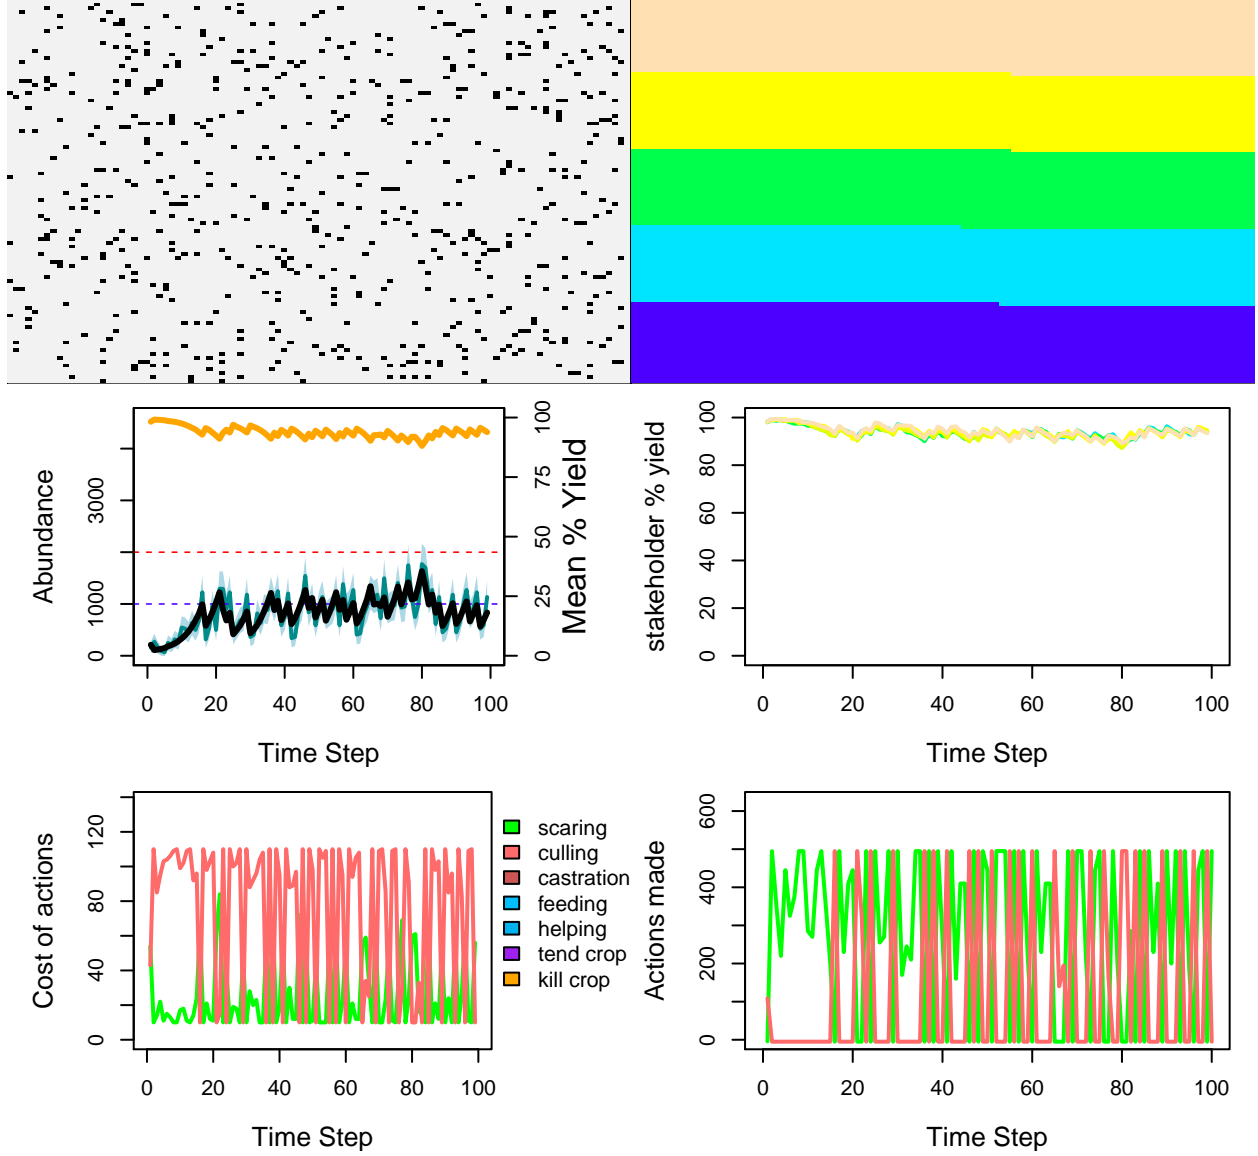 Abundance
0
1000
3000
0
25
50
75
100
Mean % Yield
0
20
40
60
80
100
Time Step
stakeholder % yield
0
20
40
60
80
100
0
20
40
60
80
100
Time Step
Cost of actions
0
40
80
120
0
20
40
60
80
100
Time Step
scaring
culling
castration
feeding
helping
tend crop
kill crop
Actions made
0
200
400
600
0
20
40
60
80
100
Time Step